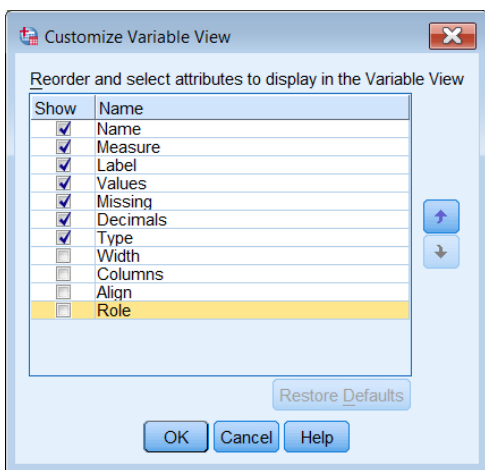 Customize Variable View
Reorder and select attributes to display in the Variable View
Show Name
Name
Measure
Label
Values
Missing
Decimals
Type
Width
Columns
Align
Role
Restore Defaults
OK Cancel Help